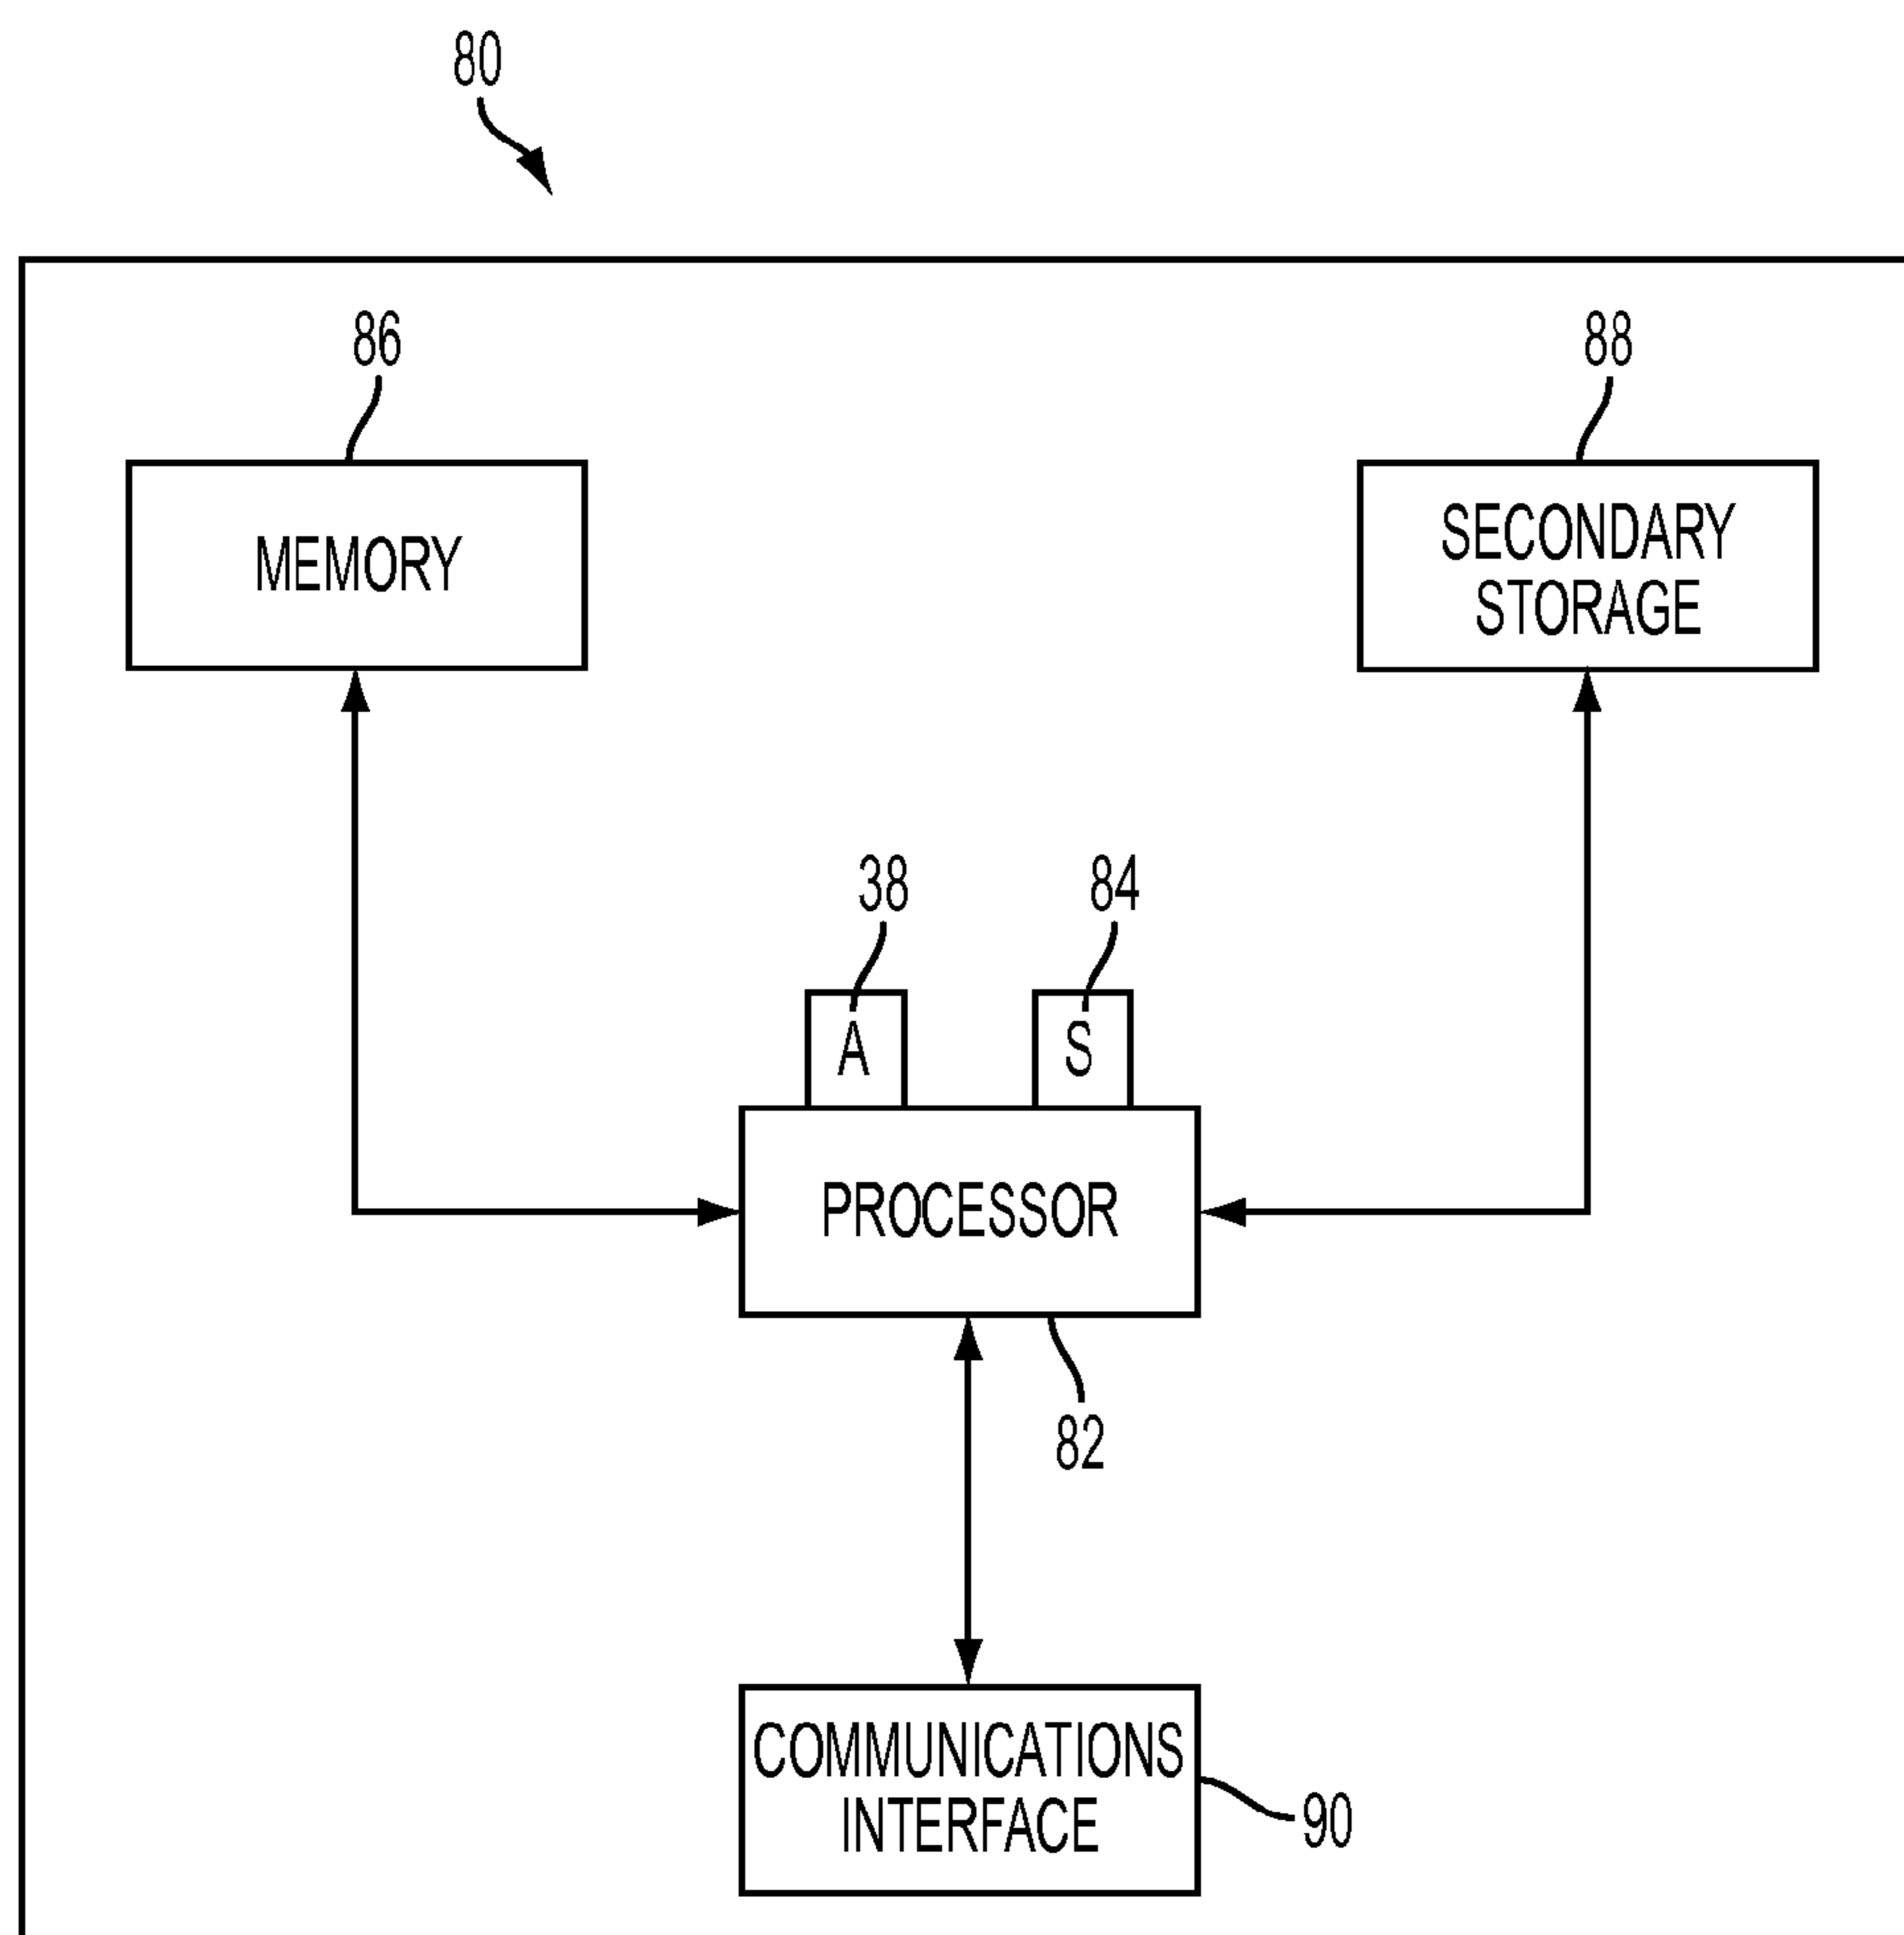 80
86
88
MEMORY
SECONDARY
STORAGE
38
84
A
S
PROCESSOR
82
COMMUNICATIONS
INTERFACE
90